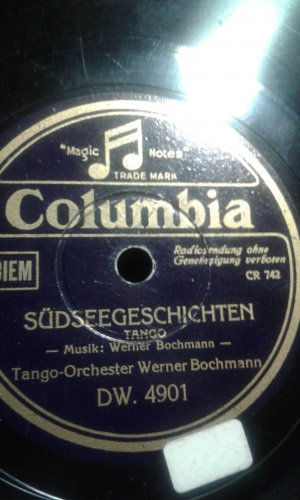 "Magic Notes"
TRADE MARK
Columbia
BIEM
Radiosendung ohne
Genehmigung verboten
CR 742
SÜDSEEGESCHICHTEN
TANGO
— Musik: Werner Bochmann —
Tango-Orchester Werner Bochmann
DW. 4901